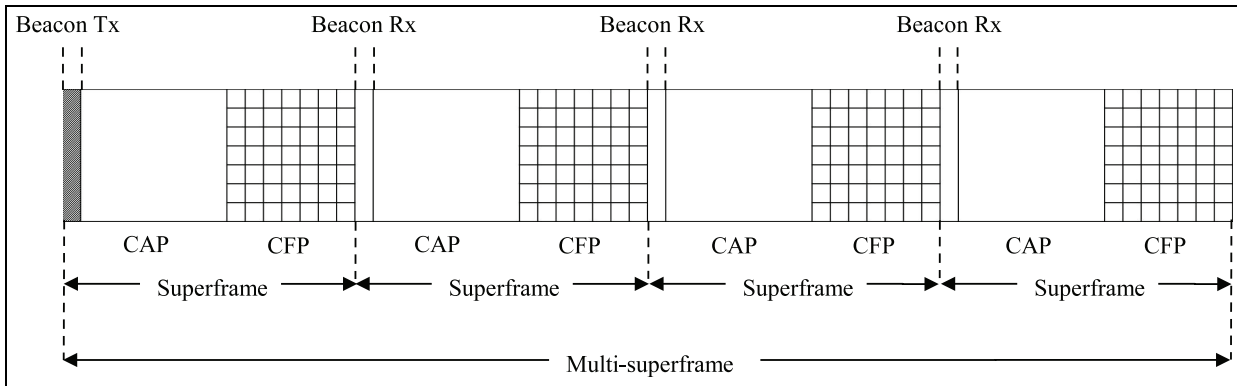 Beacon Tx Beacon Rx Beacon Rx Beacon Rx
CAP CFP CAP CFP CAP CFP CAP CFP
Superframe Superframe Superframe Superframe
Multi-superframe